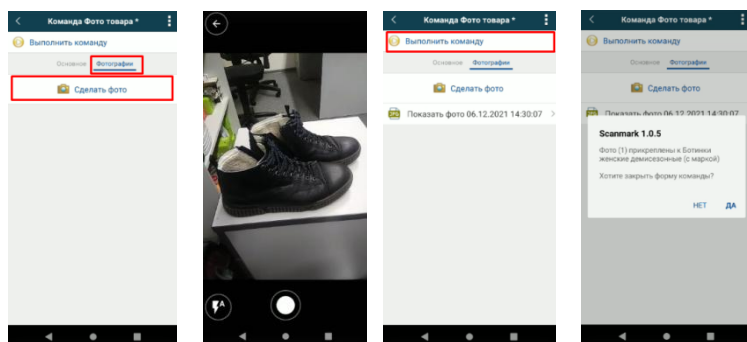 Команда Фото товара *
Выполнить команду
Основное Фотографии
Сделать фото
A
Команда Фото товара *
Выполнить команду
Основное Фотографии
Сделать фото
Показать фото 06.12.2021 14:30:07
Команда Фото товара *
Выполнить команду
Основное Фотографии
Сделать фото
Показать фото 06.12.2021 14:30:07
Scanmark 1.0.5
Фото (1) прикреплены к Ботинки
женские демисезонные (с маркой)
Хотите закрыть форму команды?
НЕТ ДА